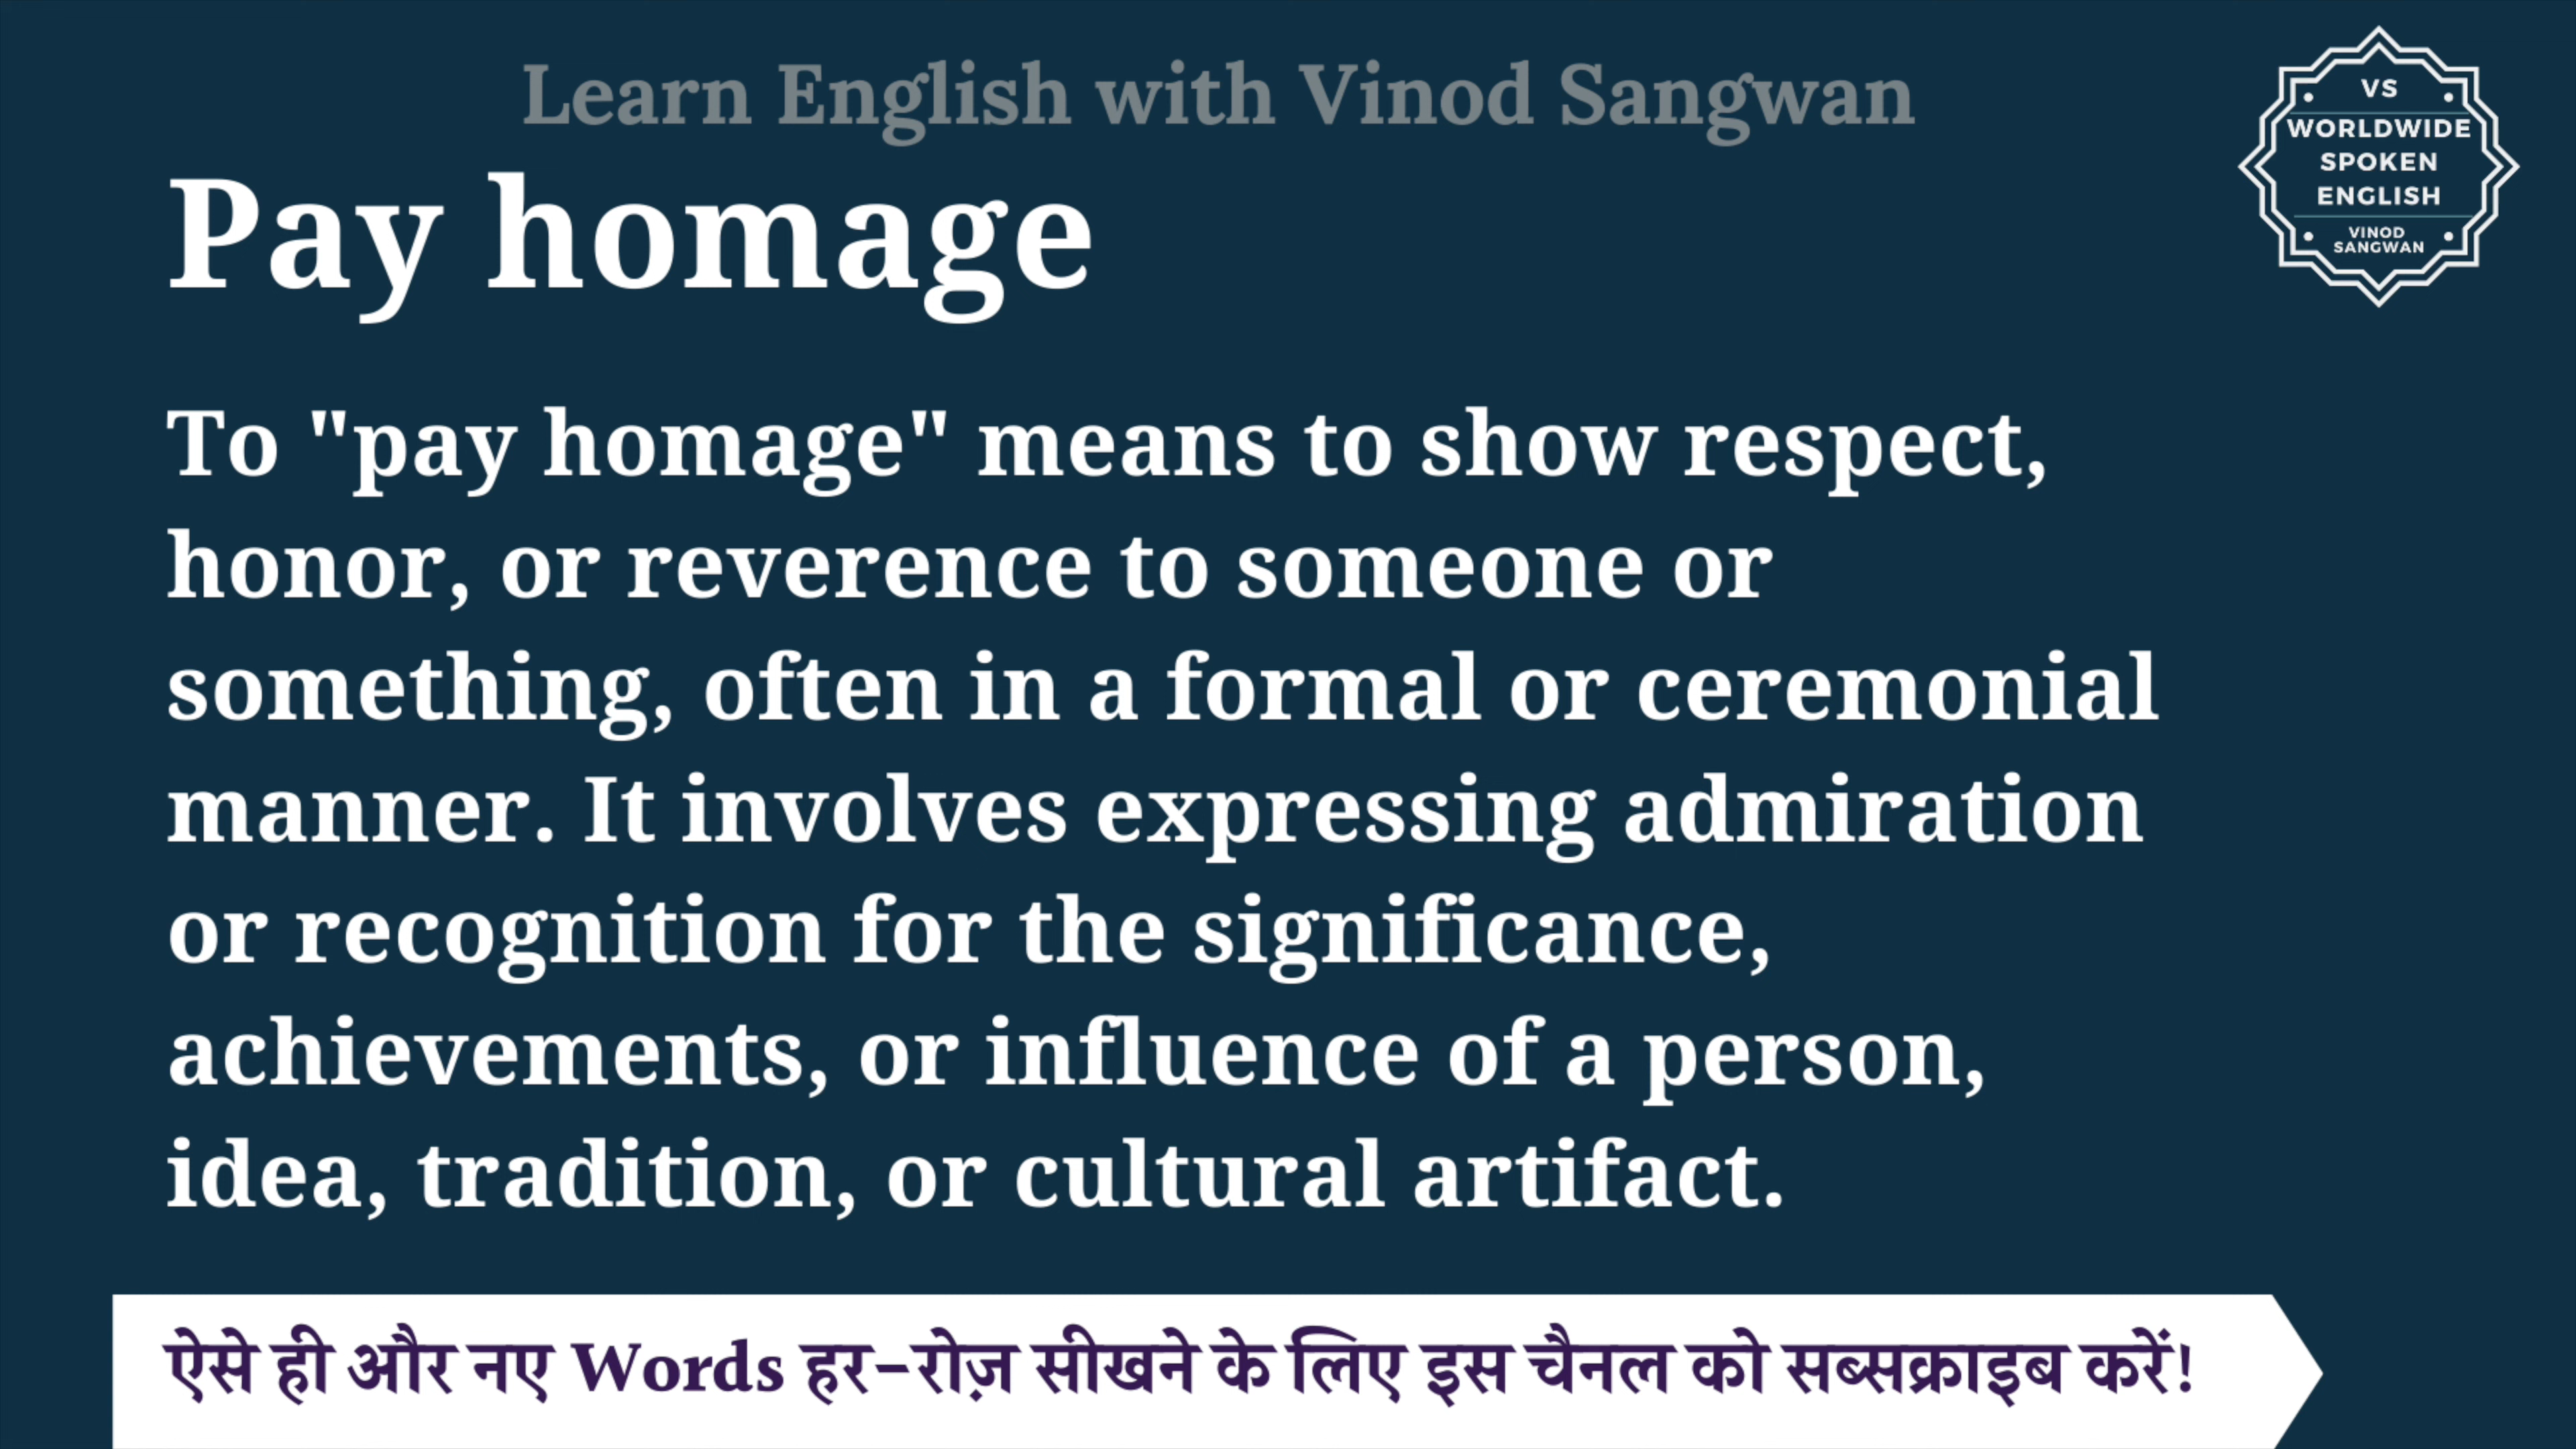 Learn English with Vinod Sangwan
VS
WORLDWIDE
SPOKEN
ENGLISH
VINOD
SANGWAN
Pay homage
To "pay homage" means to show respect,
honor, or reverence to someone or
something, often in a formal or ceremonial
manner. It involves expressing admiration
or recognition for the significance,
achievements, or influence of a person,
idea, tradition, or cultural artifact.
ऐसे ही और नए Words हर-रोज़ सीखने के लिए इस चैनल को सब्सक्राइब करें!